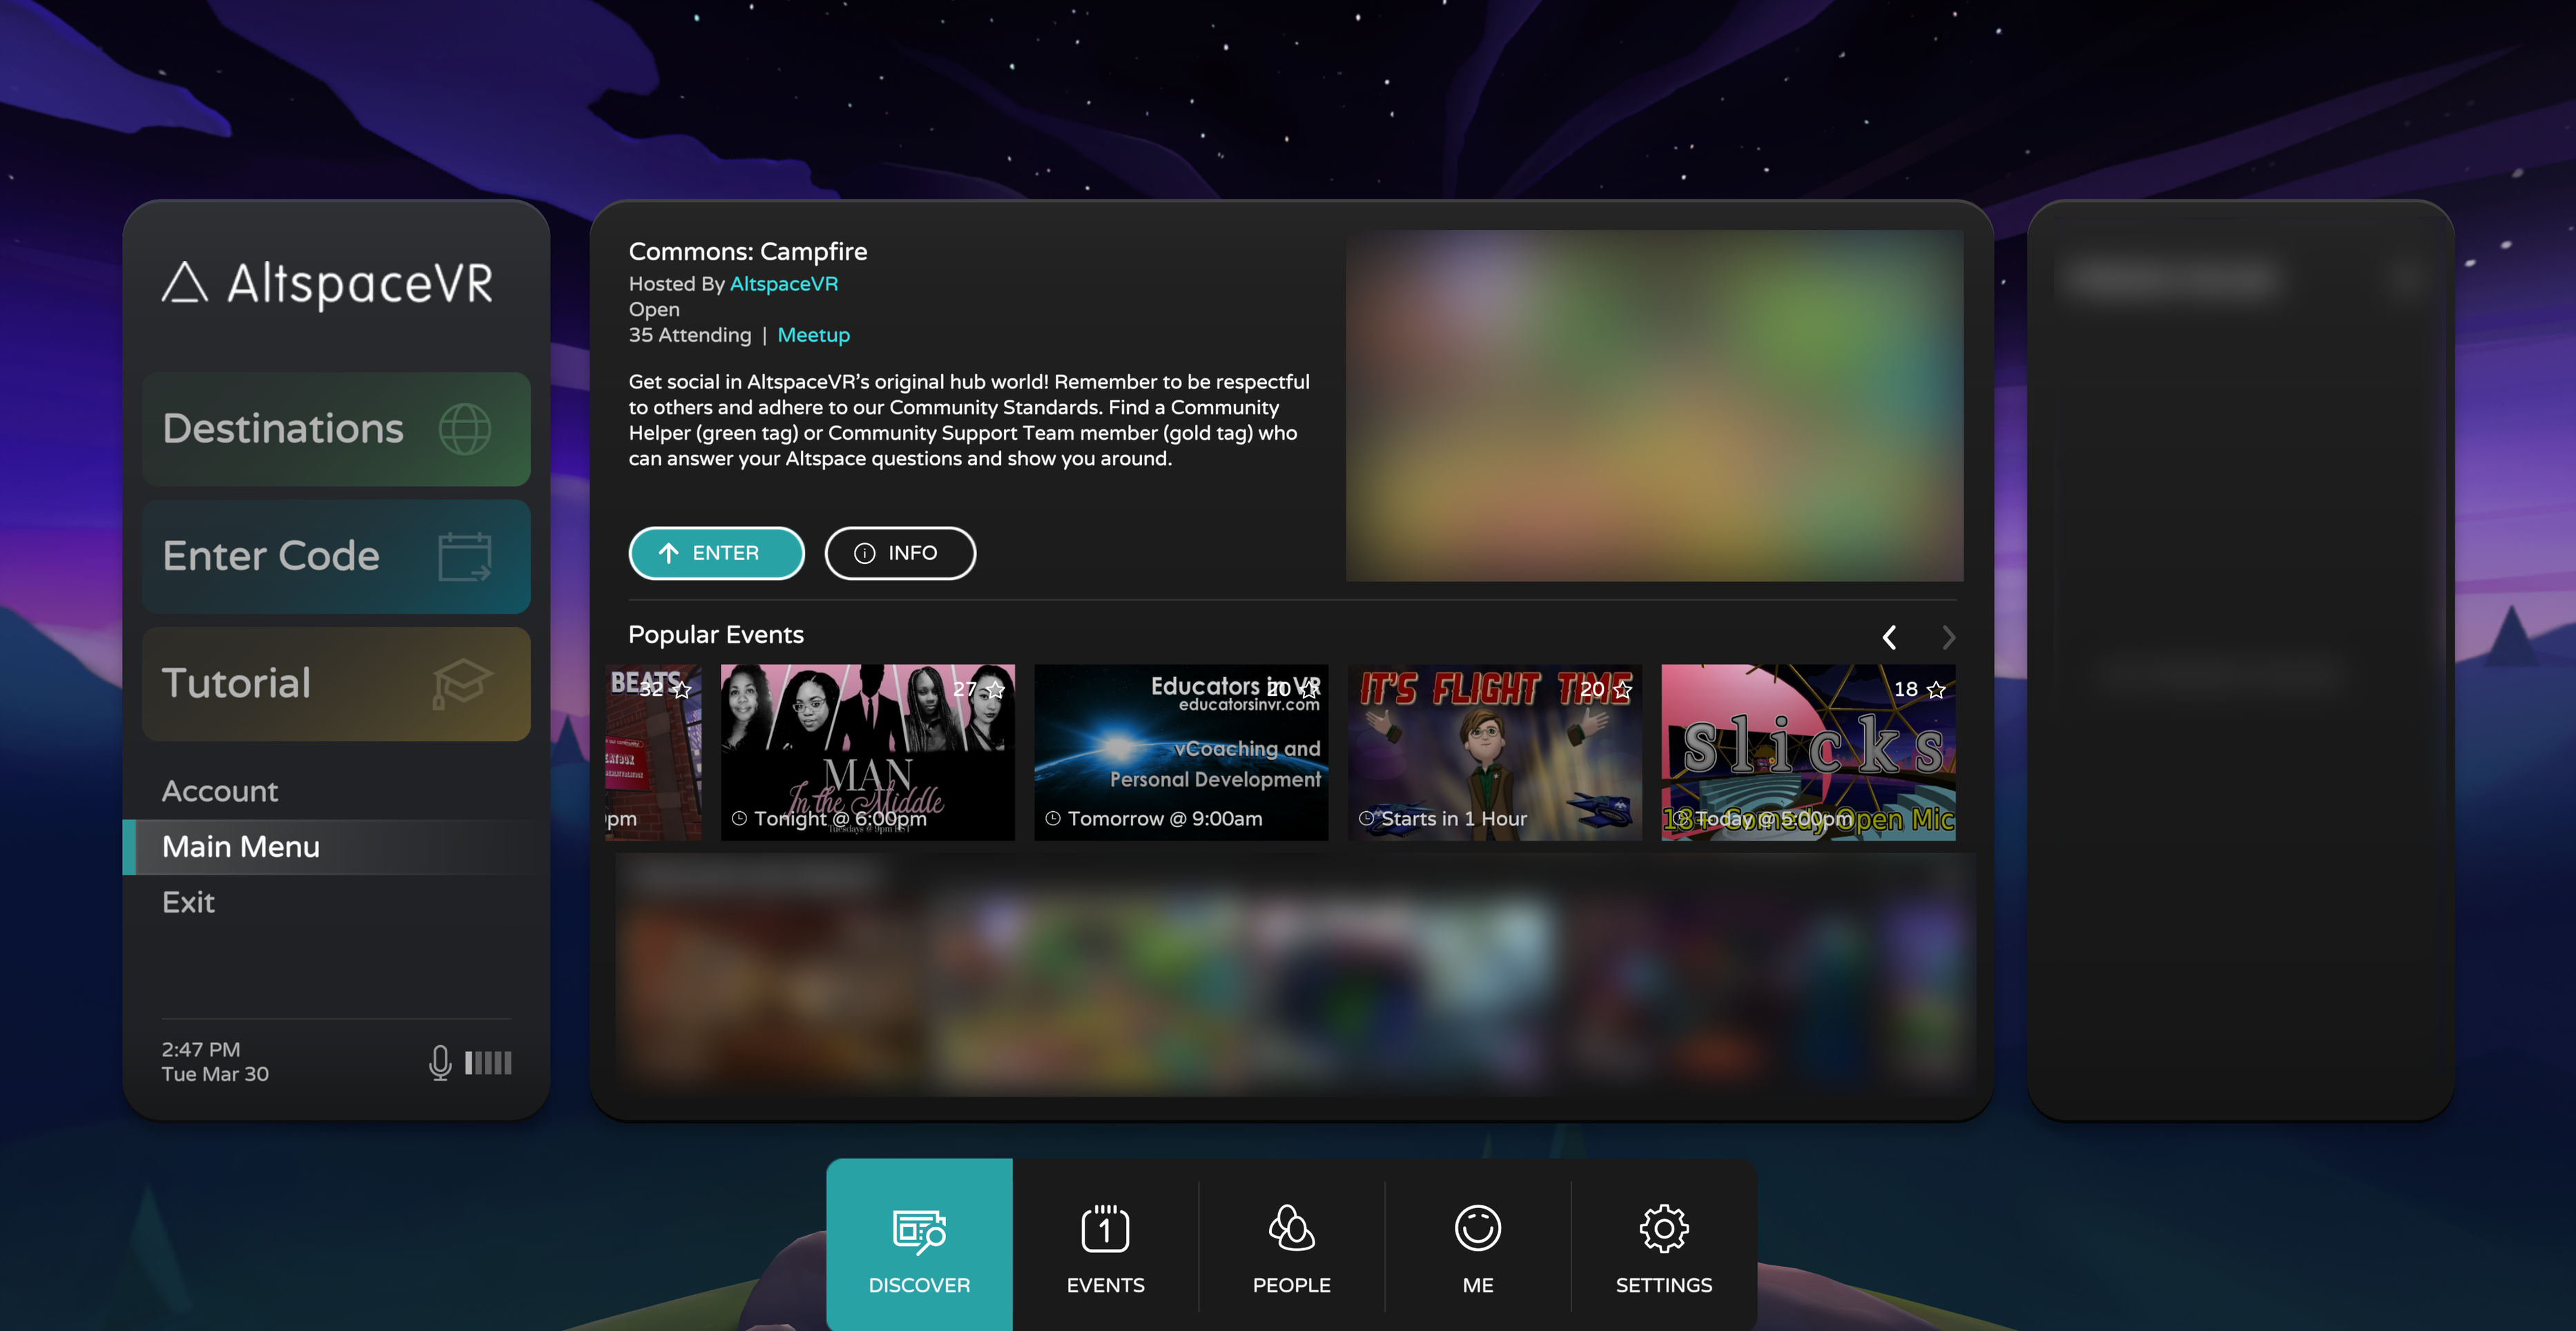 AltspaceVR
Destinations
Enter Code
Tutorial
Account
Main Menu
Exit
2:47 PM
Tue Mar 30
Commons: Campfire
Hosted By AltspaceVR
Open
35 Attending | Meetup
Get social in AltspaceVR's original hub world! Remember to be respectful
to others and adhere to our Community Standards. Find a Community
Helper (green tag) or Community Support Team member (gold tag) who
can answer your Altspace questions and show you around.
ENTER
INFO
Popular Events
BEATS
32
pm
27
MAN
In the Middle
Tuesdays @ 9pm EST
Tonight @ 6:00pm
Educators in VR
20
educatorsinvr.com
vCoaching and
Personal Development
Tomorrow @ 9:00am
IT'S FLIGHT TIME
20
Starts in 1 Hour
18
Slicks
18+ Comedy Open Mic
Today @ 5:00pm
DISCOVER
1
EVENTS
PEOPLE
ME
SETTINGS